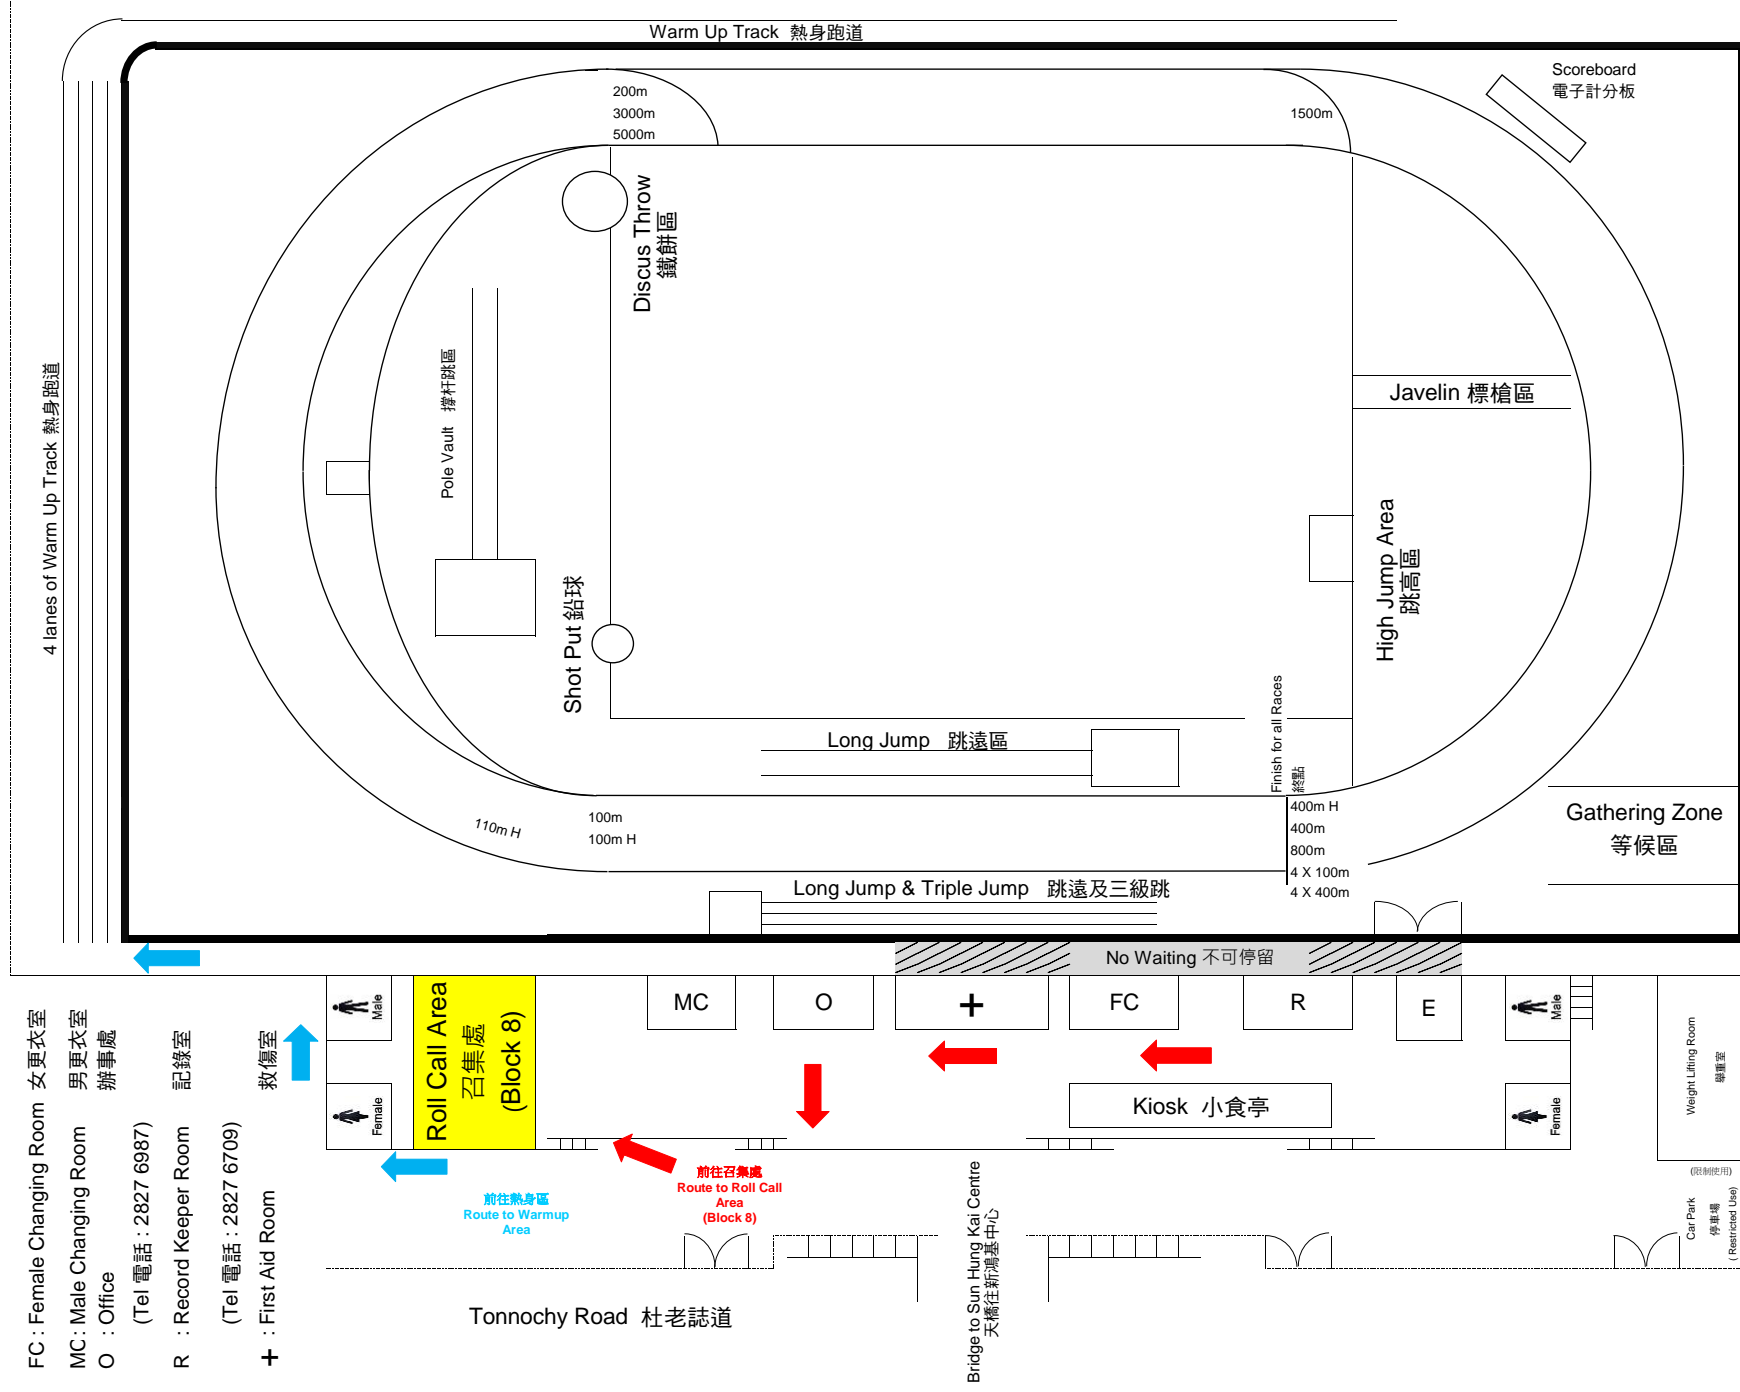 Warm Up Track 熱身跑道
Scoreboard
電子計分板
200m
3000m
5000m
1500m
Discus Throw
鐵餅區
4 lanes of Warm Up Track 熱身跑道
Pole Vault 撐杆跳區
Javelin 標槍區
High Jump Area
跳高區
Shot Put 鉛球
Long Jump 跳遠區
Finish for all Races
終點
110m H
100m
100m H
400m H
400m
800m
4 X 100m
4 X 400m
Gathering Zone
等候區
Long Jump & Triple Jump 跳遠及三級跳
No Waiting 不可停留
Male
Roll Call Area
召集處
(Block 8)
MC
O
+
FC
R
E
Male
Female
Kiosk 小食亭
Female
Weight Lifting Room
舉重室
前往召集處
Route to Roll Call
Area
(Block 8)
前往熱身區
Route to Warmup
Area
Bridge to Sun Hung Kai Centre
天橋往新鴻基中心
(限制使用)
Car Park
停車場
( Restricted Use)
Tonnochy Road 杜老誌道
FC : Female Changing Room 女更衣室
MC : Male Changing Room 男更衣室
O : Office 辦事處
(Tel 電話 : 2827 6987)
R : Record Keeper Room 記錄室
(Tel 電話 : 2827 6709)
+ : First Aid Room 救傷室